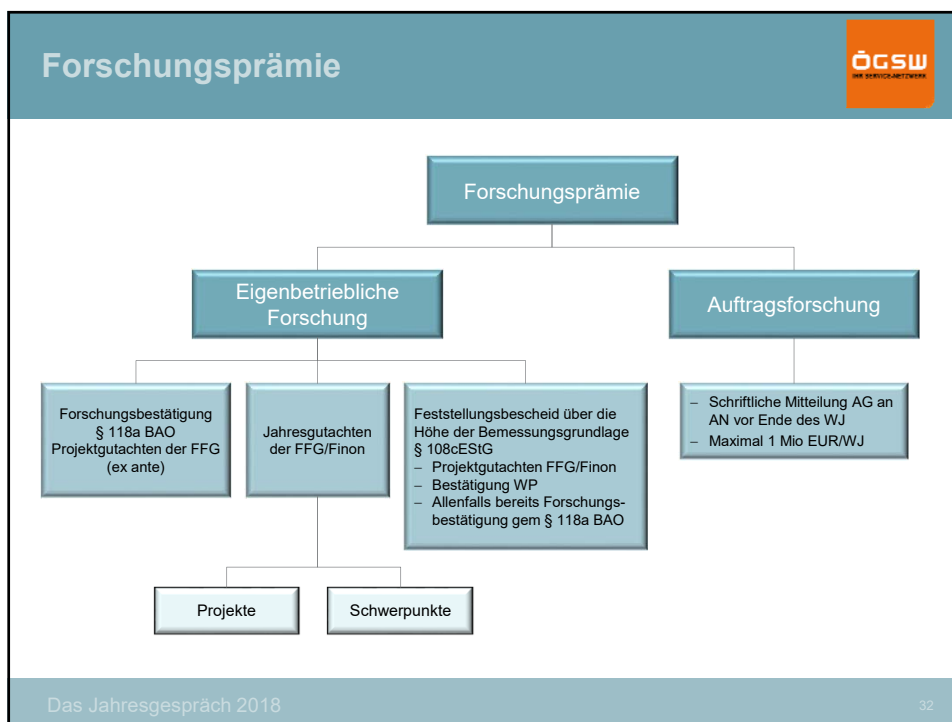 Forschungsprämie
ÖGSW
IHR SERVICE-NETZWERK
Forschungsprämie
Eigenbetriebliche
Forschung
Auftragsforschung
Forschungsbestätigung
§ 118a BAO
Projektgutachten der FFG
(ex ante)
Jahresgutachten
der FFG/Finon
Feststellungsbescheid über die
Höhe der Bemessungsgrundlage
§ 108cEStG
– Projektgutachten FFG/Finon
– Bestätigung WP
– Allenfalls bereits Forschungs-
bestätigung gem § 118a BAO
– Schriftliche Mitteilung AG an
AN vor Ende des WJ
– Maximal 1 Mio EUR/WJ
Projekte
Schwerpunkte
Das Jahresgespräch 2018
32